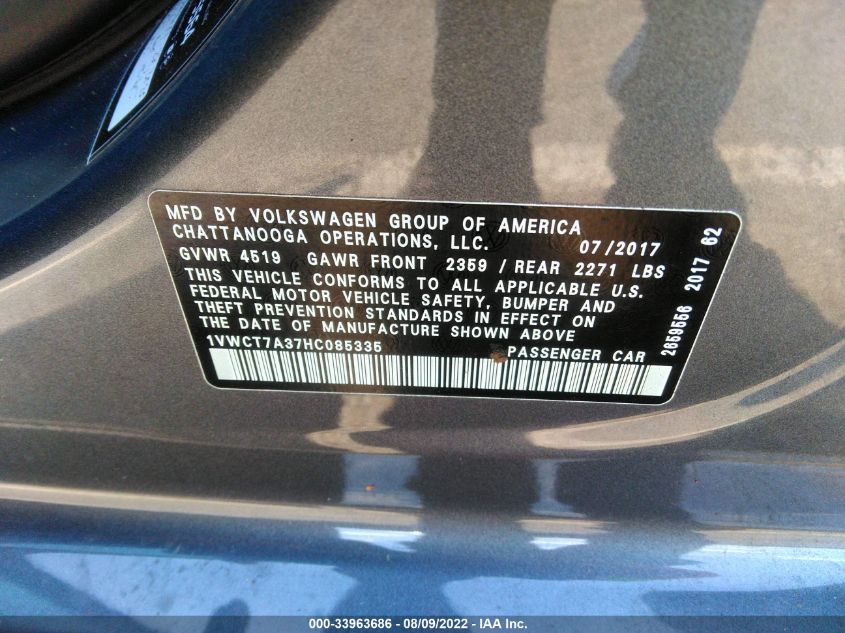 MFD BY VOLKSWAGEN GROUP OF AMERICA
CHATTANOOGA OPERATIONS, LLC. 07/2017
GVWR 4519 GAWR FRONT 2359 / REAR 2271 LBS
THIS VEHICLE CONFORMS TO ALL APPLICABLE U.S.
FEDERAL MOTOR VEHICLE SAFETY, BUMPER AND
THEFT PREVENTION STANDARDS IN EFFECT ON
THE DATE OF MANUFACTURE SHOWN ABOVE
1VWCT7A37HC085335 PASSENGER CAR
2659556 2017 62
000-33963686 - 08/09/2022 - IAA Inc.